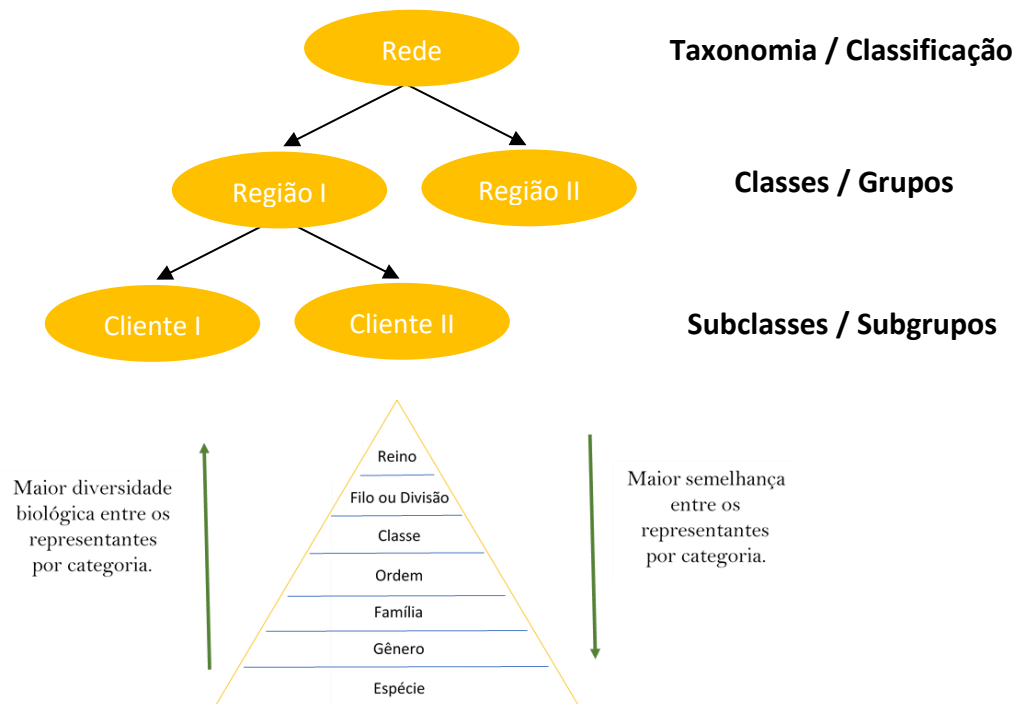 Rede
Taxonomia / Classificação
Região I
Região II
Classes / Grupos
Cliente I
Cliente II
Subclasses / Subgrupos
Maior diversidade
biológica entre os
representantes
por categoria.
Reino
Filo ou Divisão
Classe
Ordem
Família
Gênero
Espécie
Maior semelhança
entre os
representantes
por categoria.